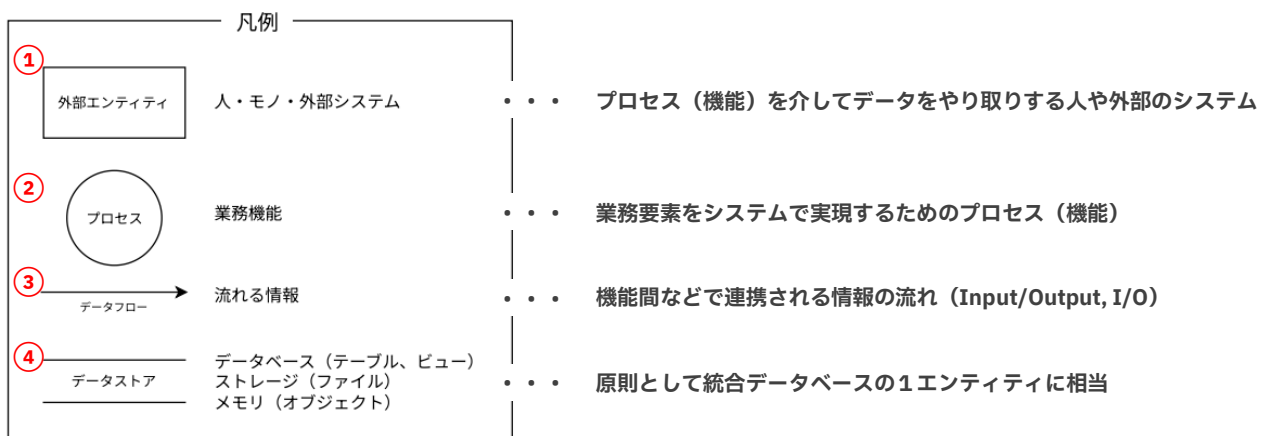 凡例
①
外部エンティティ 人・モノ・外部システム ・・・ プロセス（機能）を介してデータをやり取りする人や外部のシステム
②
プロセス 業務機能 ・・・ 業務要素をシステムで実現するためのプロセス（機能）
③
データフロー 流れる情報 ・・・ 機能間などで連携される情報の流れ（Input/Output, I/O）
④
データストア データベース（テーブル、ビュー）
ストレージ（ファイル） ・・・ 原則として統合データベースの１エンティティに相当
メモリ（オブジェクト）